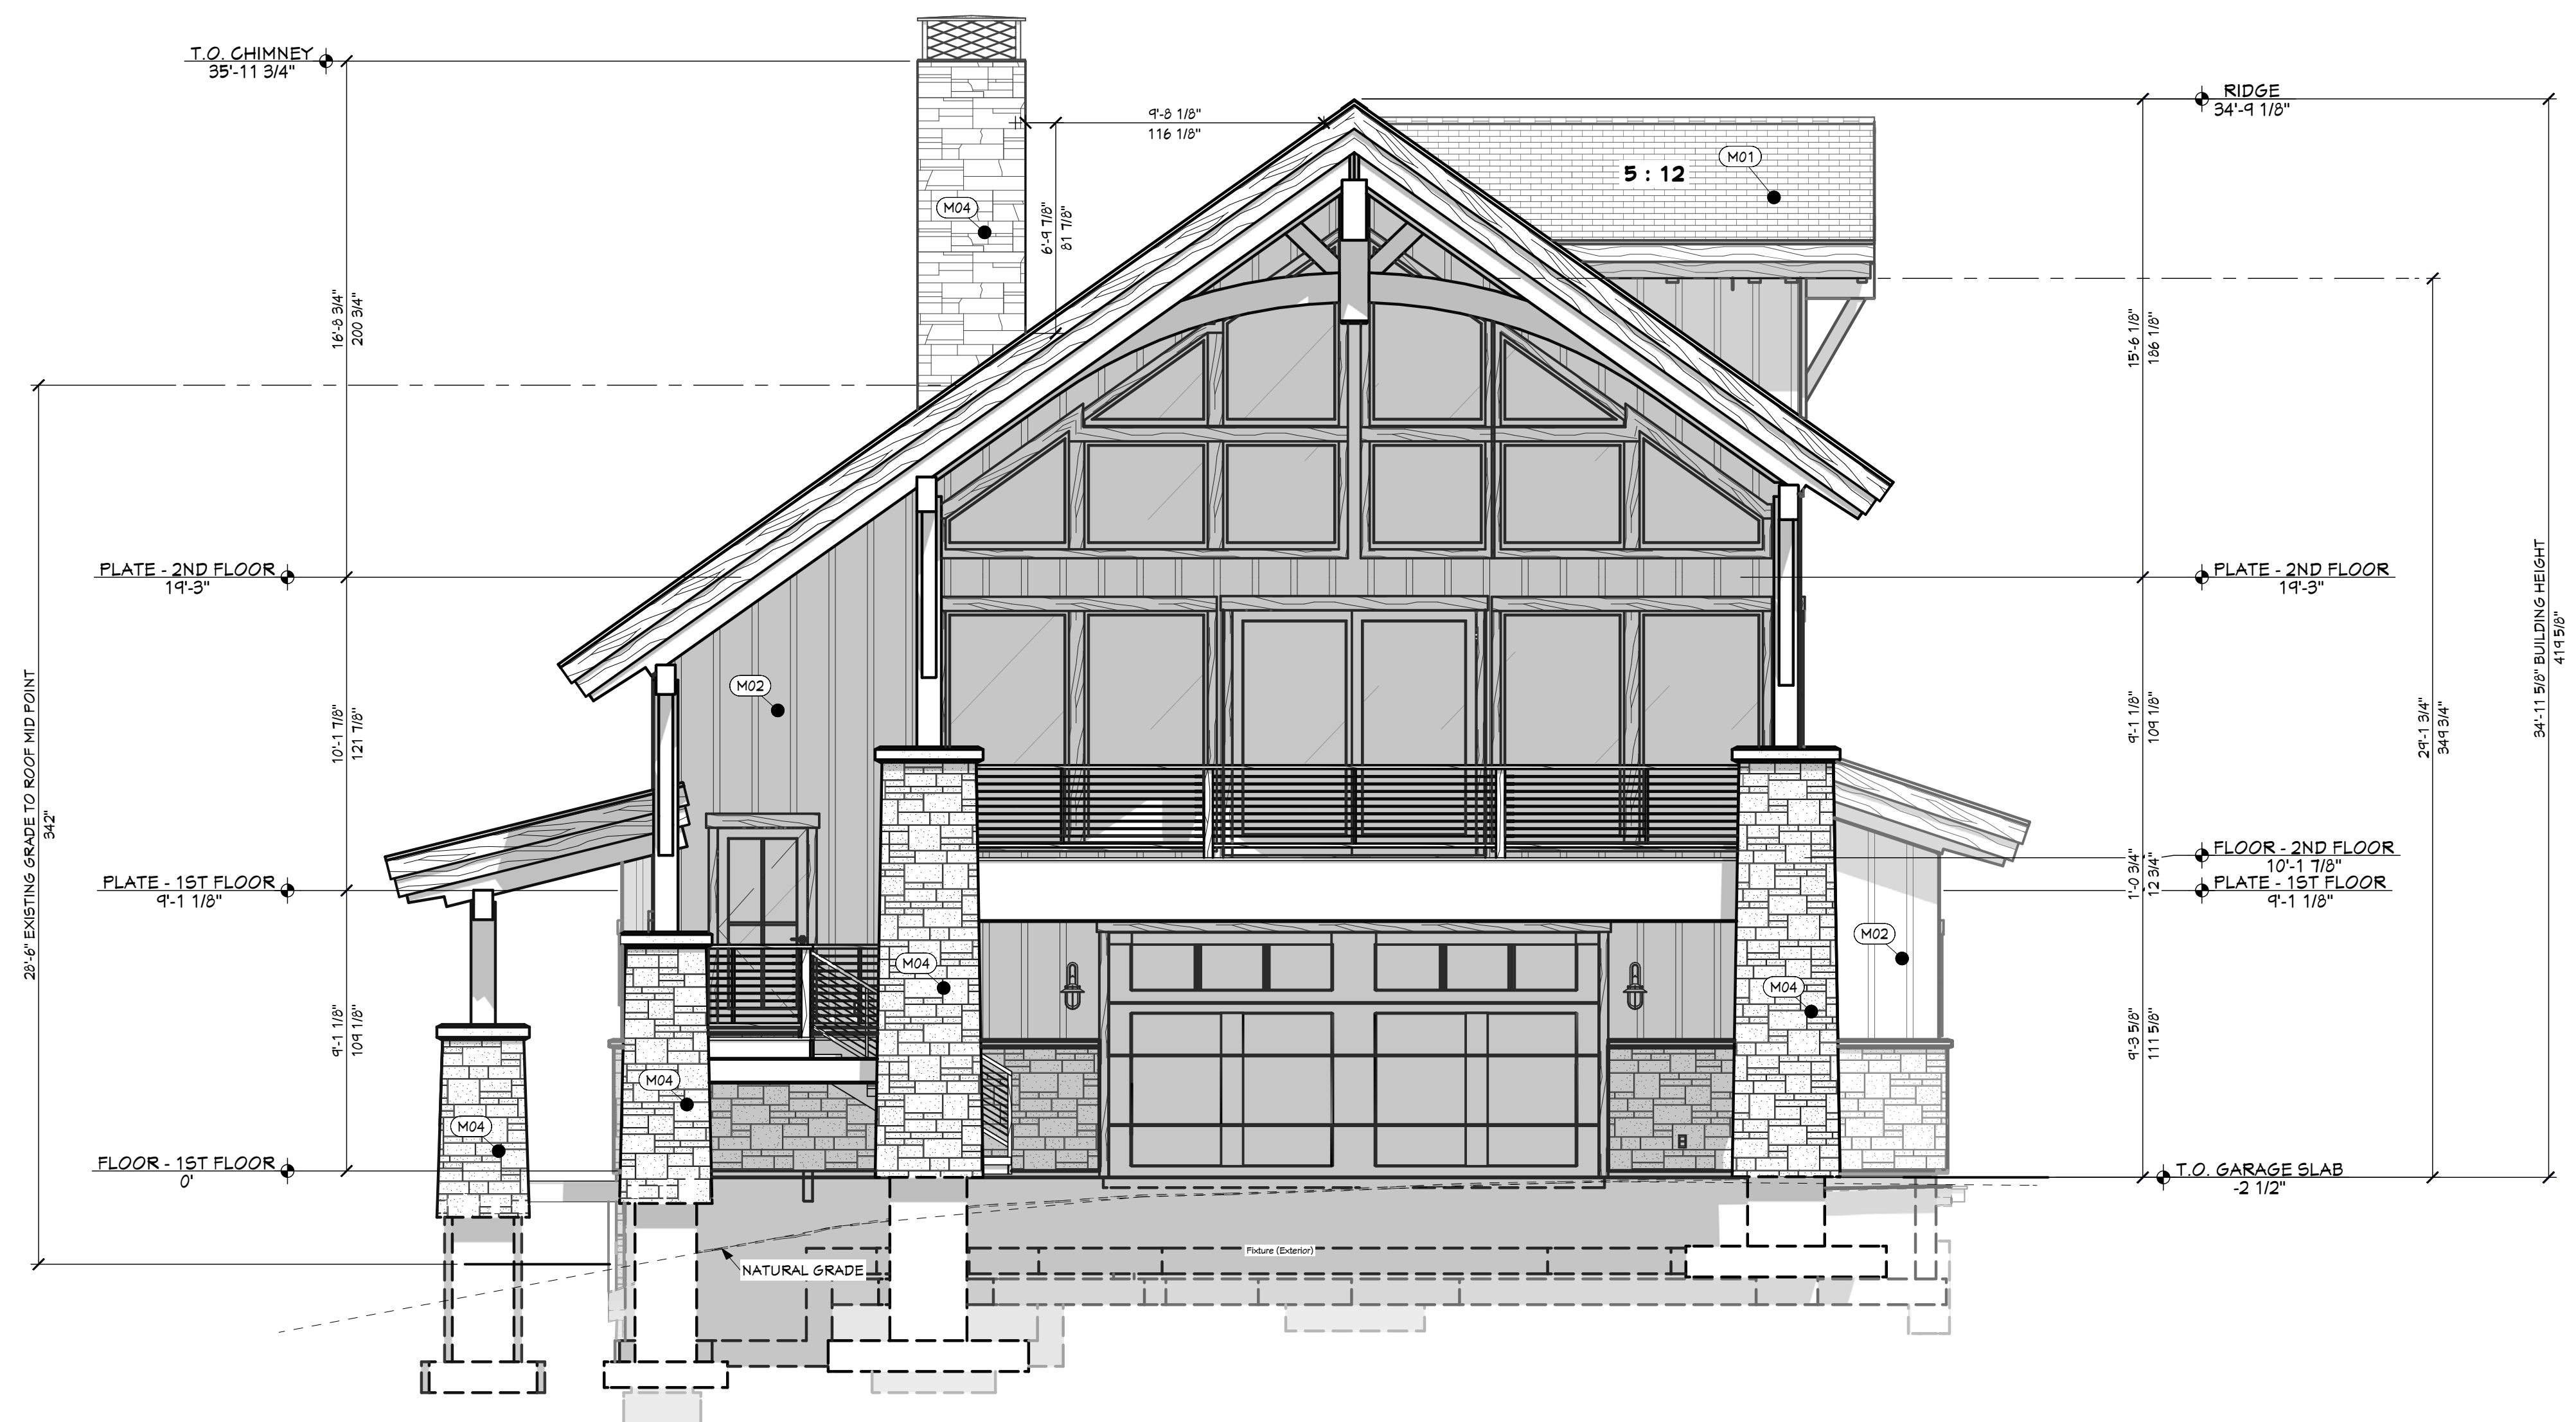 T.O. CHIMNEY
35'-11 3/4"
RIDGE
34'-9 1/8"
9'-8 1/8"
116 1/8"
M01
5 : 12
M04
6'-9 7/8"
81 7/8"
16'-8 3/4"
200 3/4"
15'-6 1/8"
186 1/8"
PLATE - 2ND FLOOR
19'-3"
PLATE - 2ND FLOOR
19'-3"
34'-11 5/8" BUILDING HEIGHT
419 5/8"
M02
28'-6" EXISTING GRADE TO ROOF MID POINT
342"
10'-1 7/8"
121 7/8"
9'-1 1/8"
109 1/8"
29'-1 3/4"
349 3/4"
FLOOR - 2ND FLOOR
10'-1 7/8"
PLATE - 1ST FLOOR
9'-1 1/8"
1'-0 3/4"
12 3/4"
PLATE - 1ST FLOOR
9'-1 1/8"
M02
M04
M04
9'-1 1/8"
109 1/8"
9'-3 5/8"
111 5/8"
M04
M04
FLOOR - 1ST FLOOR
0'
T.O. GARAGE SLAB
-2 1/2"
Fixture (Exterior)
NATURAL GRADE